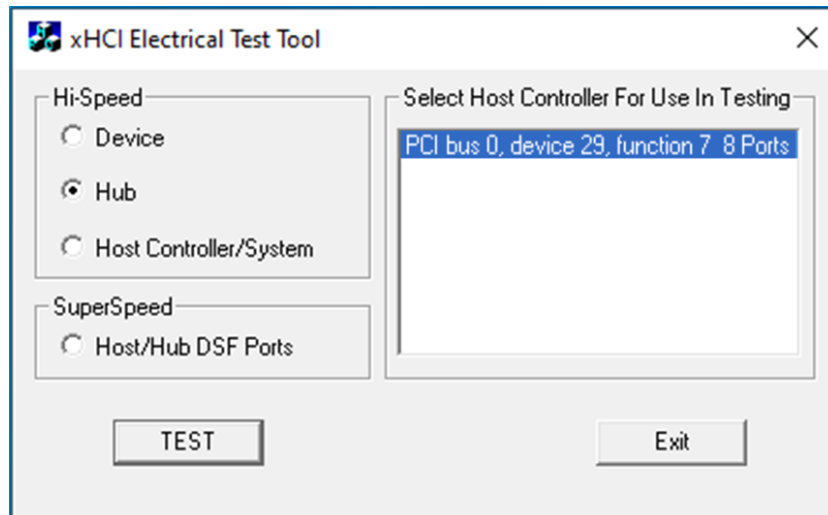 xHCI Electrical Test Tool
Hi-Speed
Device
Hub
Host Controller/System
SuperSpeed
Host/Hub DSF Ports
Select Host Controller For Use In Testing
PCI bus 0, device 29, function 7 8 Ports
TEST
Exit